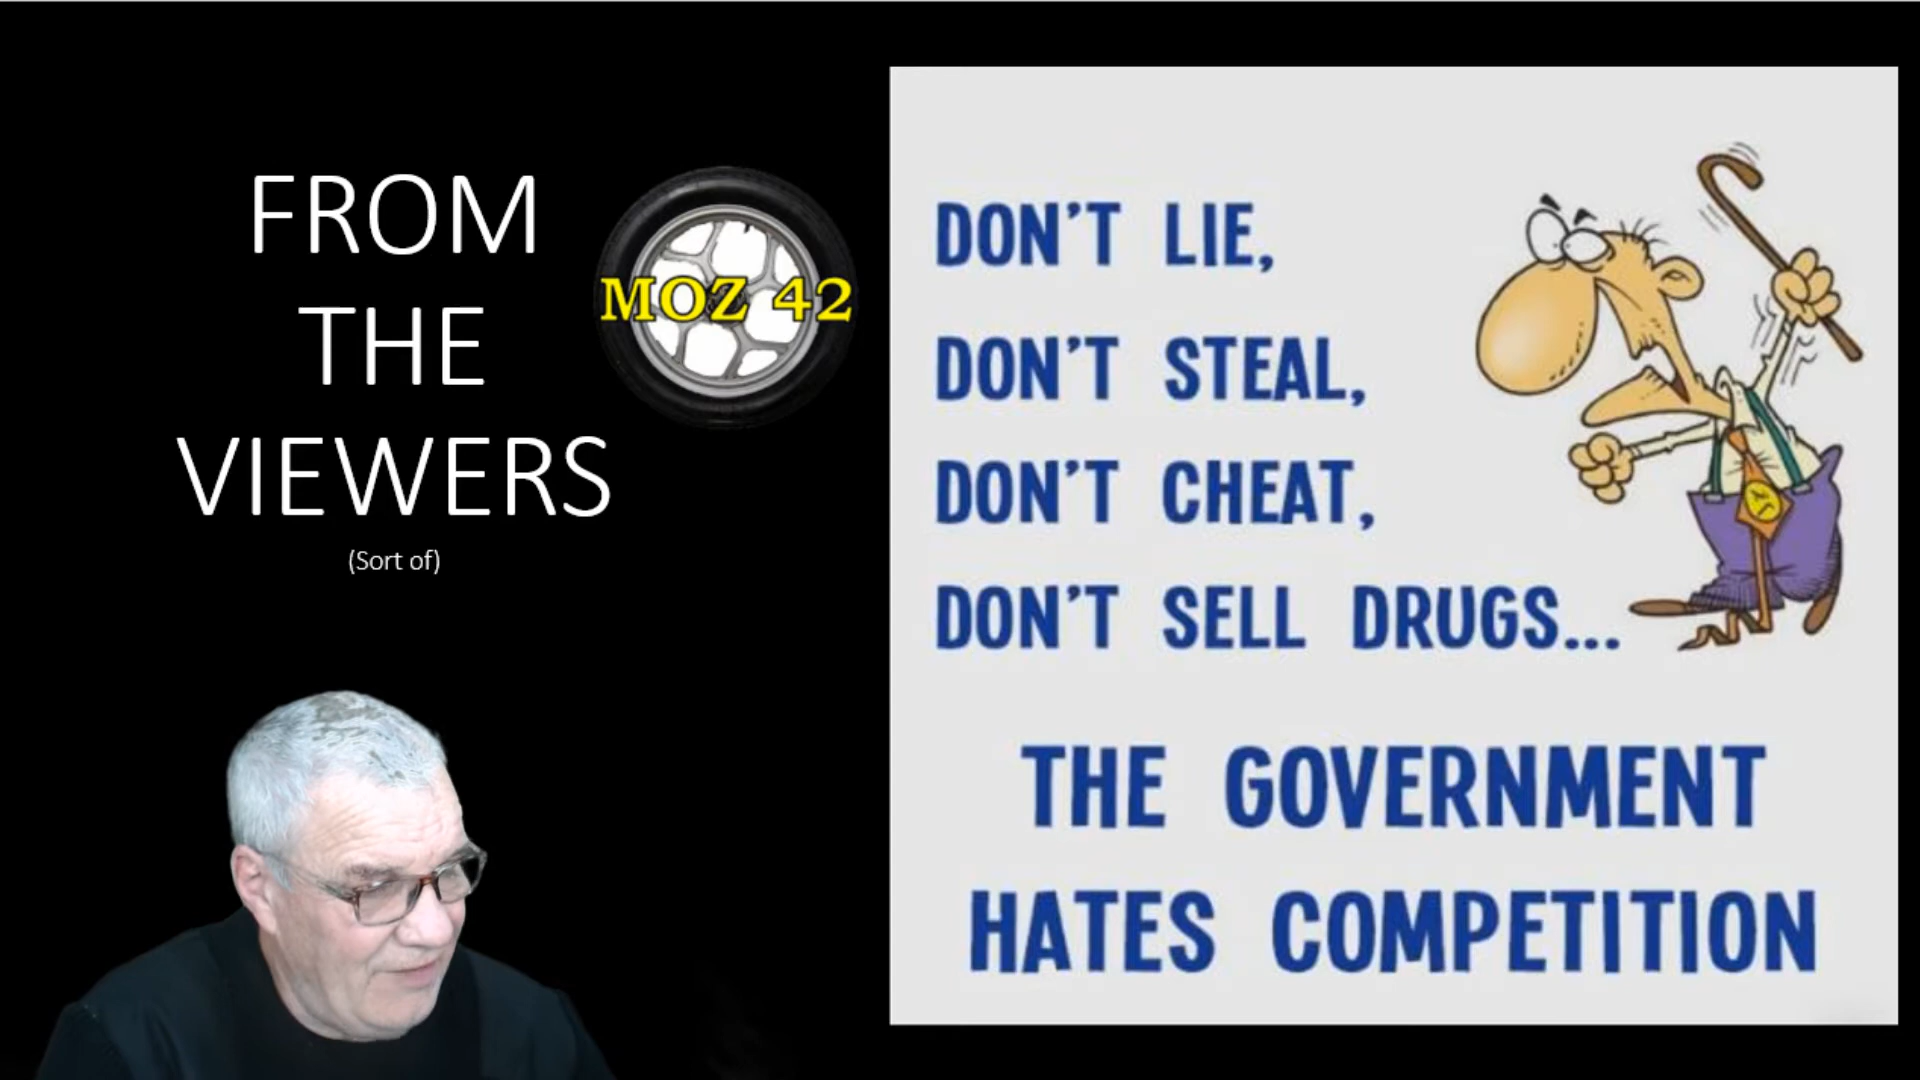 FROM
THE
VIEWERS
(Sort of)
MOZ 42
DON'T LIE,
DON'T STEAL,
DON'T CHEAT,
DON'T SELL DRUGS...
THE GOVERNMENT
HATES COMPETITION